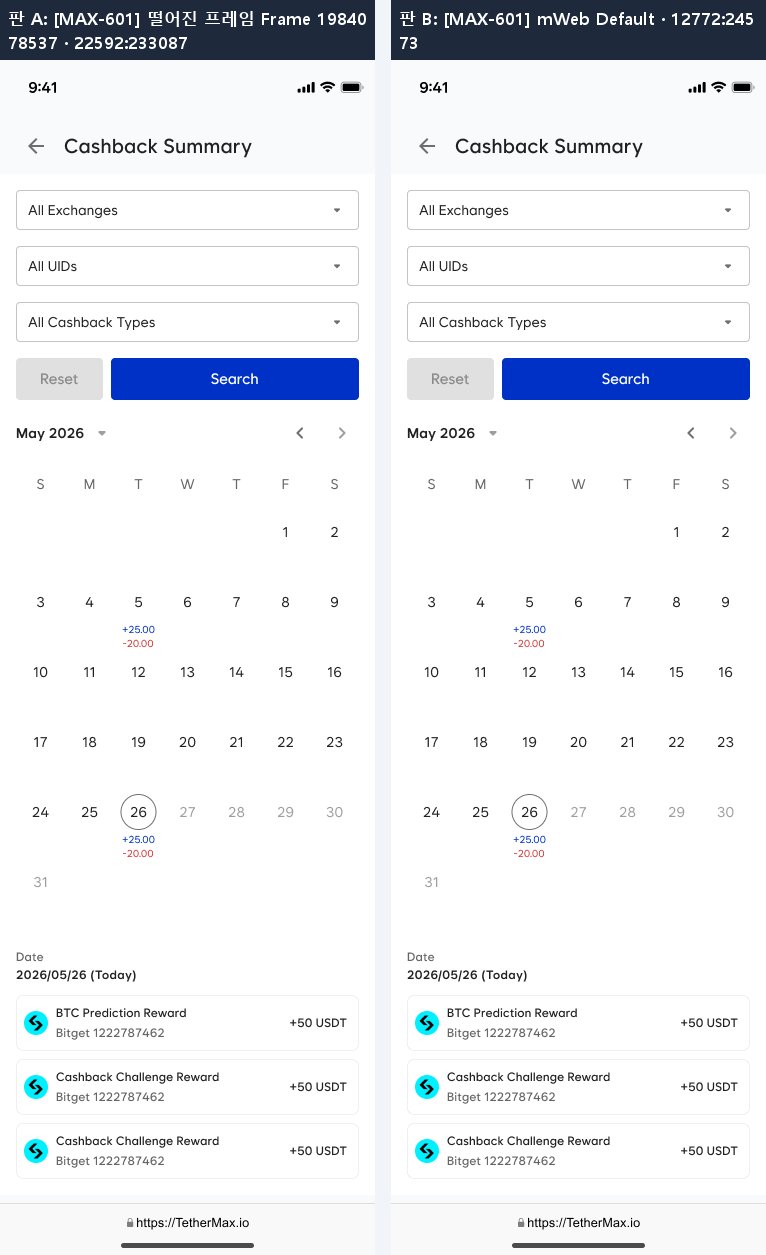 판 A: [MAX-601] 떨어진 프레임 Frame 19840
78537 · 22592:233087
9:41
Cashback Summary
All Exchanges
All UIDs
All Cashback Types
Reset Search
May 2026
S M T W T F S
1 2
3 4 5 6 7 8 9
+25.00
-20.00
10 11 12 13 14 15 16
17 18 19 20 21 22 23
24 25 26 27 28 29 30
+25.00
-20.00
31
Date
2026/05/26 (Today)
BTC Prediction Reward
Bitget 1222787462
+50 USDT
Cashback Challenge Reward
Bitget 1222787462
+50 USDT
Cashback Challenge Reward
Bitget 1222787462
+50 USDT
https://TetherMax.io
판 B: [MAX-601] mWeb Default · 12772:245
73
9:41
Cashback Summary
All Exchanges
All UIDs
All Cashback Types
Reset Search
May 2026
S M T W T F S
1 2
3 4 5 6 7 8 9
+25.00
-20.00
10 11 12 13 14 15 16
17 18 19 20 21 22 23
24 25 26 27 28 29 30
+25.00
-20.00
31
Date
2026/05/26 (Today)
BTC Prediction Reward
Bitget 1222787462
+50 USDT
Cashback Challenge Reward
Bitget 1222787462
+50 USDT
Cashback Challenge Reward
Bitget 1222787462
+50 USDT
https://TetherMax.io